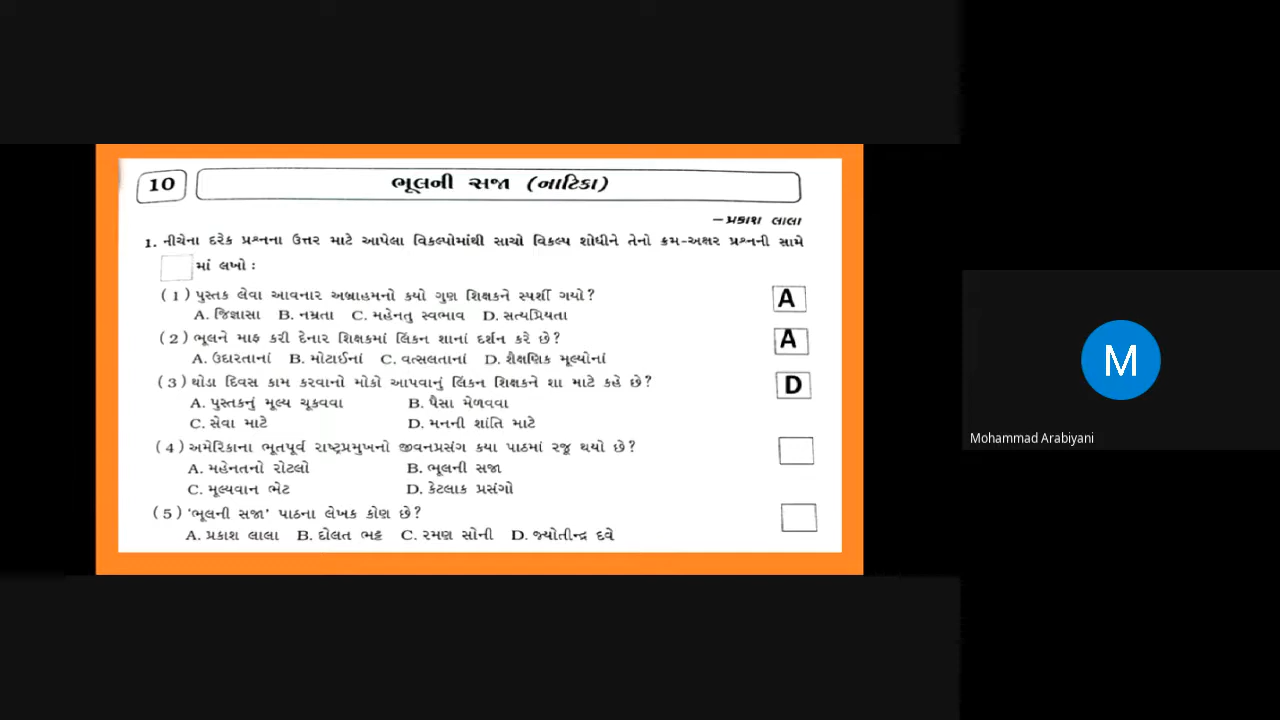 10
ભૂલની સજા (નાટિકા)
—પ્રકાશ લાલા
1. નીચેના દરેક પ્રશ્નના ઉત્તર માટે આપેલા વિકલ્પોમાંથી સાચો વિકલ્પ શોધીને તેનો ક્રમ-અક્ષર પ્રશ્નની સામે
માં લખો :
(1) પુસ્તક લેવા આવનાર અબ્રાહમનો કયો ગુણ શિક્ષકને સ્પર્શી ગયો? A
A. જિજ્ઞાસા B. નમ્રતા C. મહેનતુ સ્વભાવ D. સત્યપ્રિયતા
(2) ભૂલને માફ કરી દેનાર શિક્ષકમાં લિંકન શાનાં દર્શન કરે છે? A
A. ઉદારતાનાં B. મોટાઈનાં C. વત્સલતાનાં D. શૈક્ષણિક મૂલ્યોનાં
(3) થોડા દિવસ કામ કરવાનો મોકો આપવાનું લિંકન શિક્ષકને શા માટે કહે છે? D
A. પુસ્તકનું મૂલ્ય ચૂકવવા B. પૈસા મેળવવા
C. સેવા માટે D. મનની શાંતિ માટે
(4) અમેરિકાના ભૂતપૂર્વ રાષ્ટ્રપ્રમુખનો જીવનપ્રસંગ કયા પાઠમાં રજૂ થયો છે?
A. મહેનતનો રોટલો B. ભૂલની સજા
C. મૂલ્યવાન ભેટ D. કેટલાક પ્રસંગો
(5) 'ભૂલની સજા' પાઠના લેખક કોણ છે?
A. પ્રકાશ લાલા B. દોલત ભટ્ટ C. રમણ સોની D. જ્યોતીન્દ્ર દવે
M
Mohammad Arabiyani